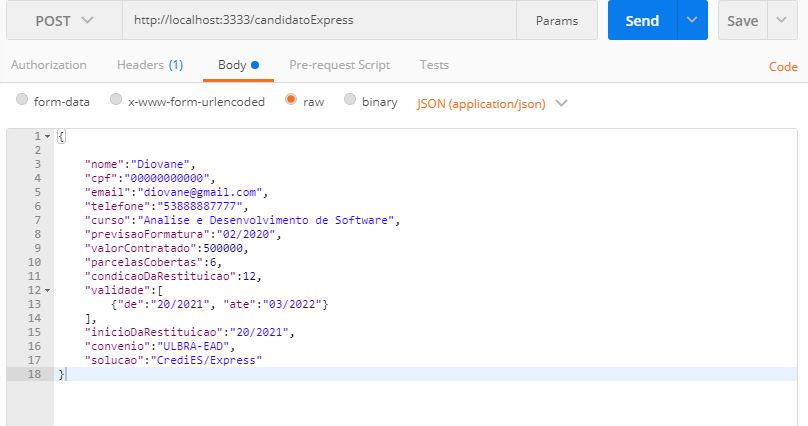 POST http://localhost:3333/candidatoExpress Params Send Save
Authorization Headers (1) Body Pre-request Script Tests Code
form-data x-www-form-urlencoded raw binary JSON (application/json)
1 {
2
3 "nome":"Diovane",
4 "cpf":"00000000000",
5 "email":"diovane@gmail.com",
6 "telefone":"53888887777",
7 "curso":"Analise e Desenvolvimento de Software",
8 "previsaoFormatura":"02/2020",
9 "valorContratado":500000,
10 "parcelasCobertas":6,
11 "condicaoDaRestituicao":12,
12 "validade":[
13 {"de":"20/2021", "ate":"03/2022"}
14 ],
15 "inicioDaRestituicao":"20/2021",
16 "convenio":"ULBRA-EAD",
17 "solucao":"CrediES/Express"
18 }